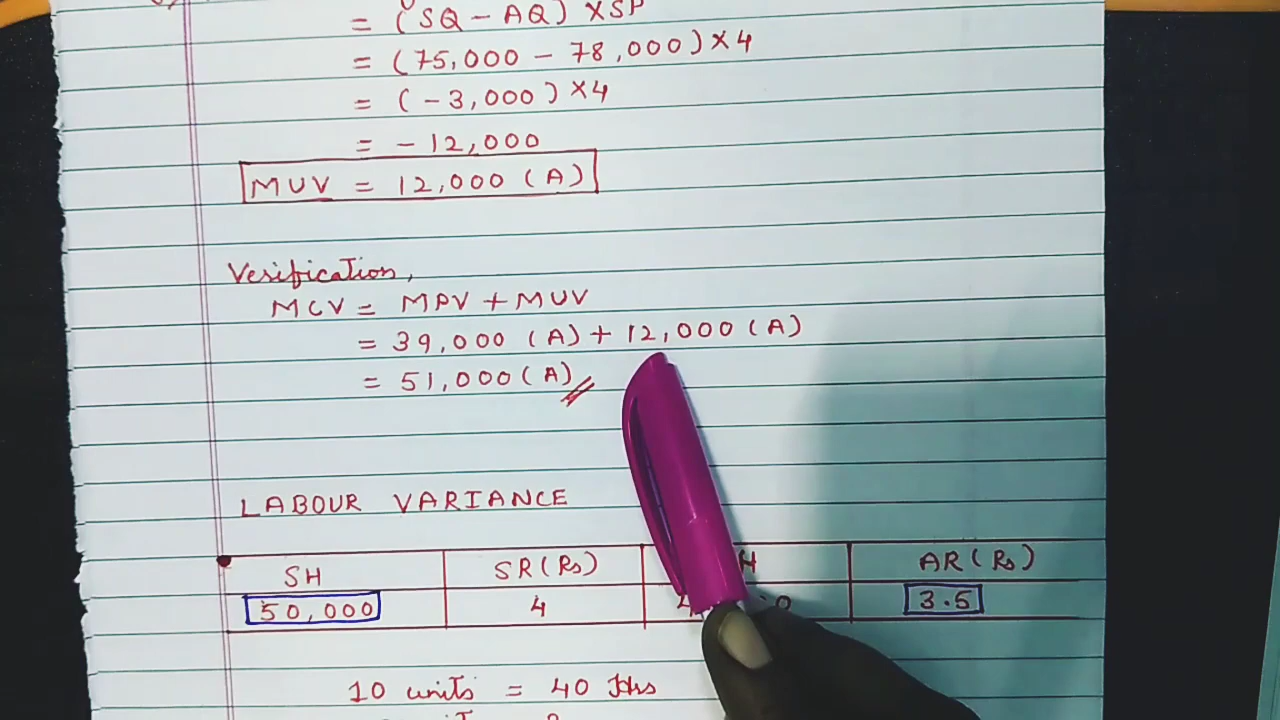 = (SQ - AQ) × SP
= (75,000 - 78,000) × 4
= (-3,000) × 4
= - 12,000
MUV = 12,000 (A)
Verification,
MCV = MPV + MUV
= 39,000 (A) + 12,000 (A)
= 51,000 (A)
LABOUR VARIANCE
SH SR (Rs) H AR (Rs)
50,000 4 3.5
10 units = 40